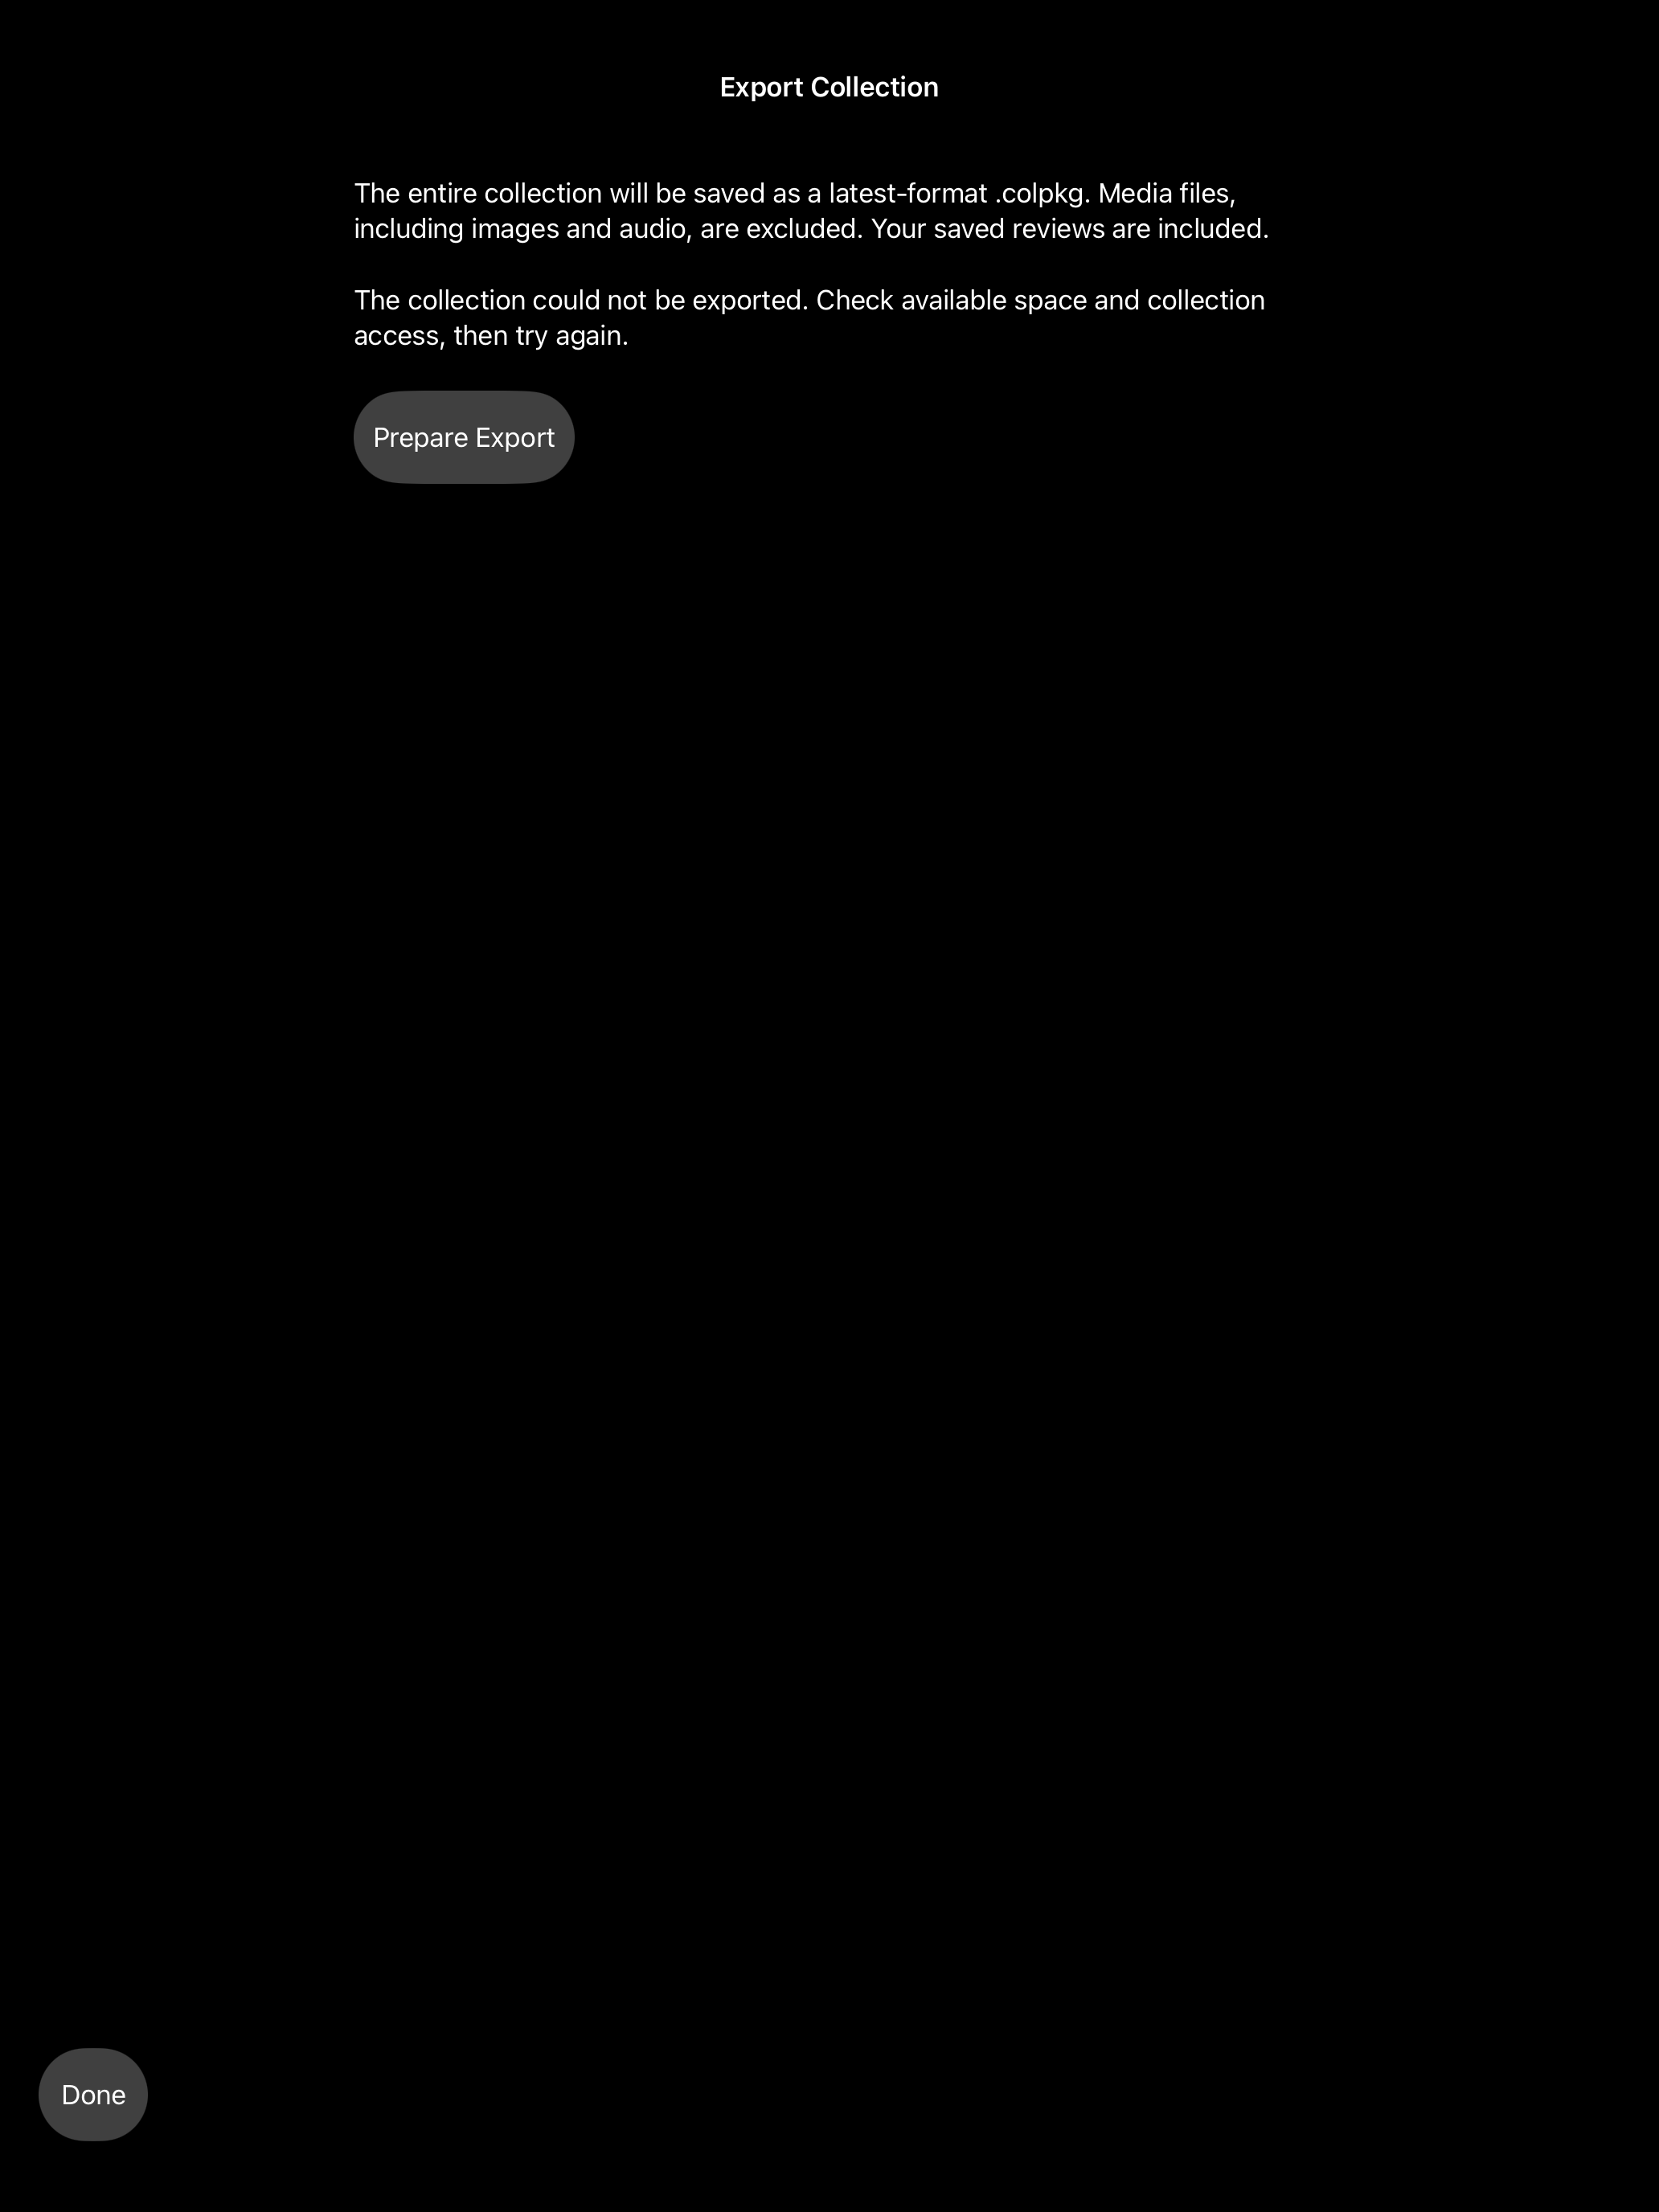 Export Collection
The entire collection will be saved as a latest-format .colpkg. Media files,
including images and audio, are excluded. Your saved reviews are included.
The collection could not be exported. Check available space and collection
access, then try again.
Prepare Export
Done